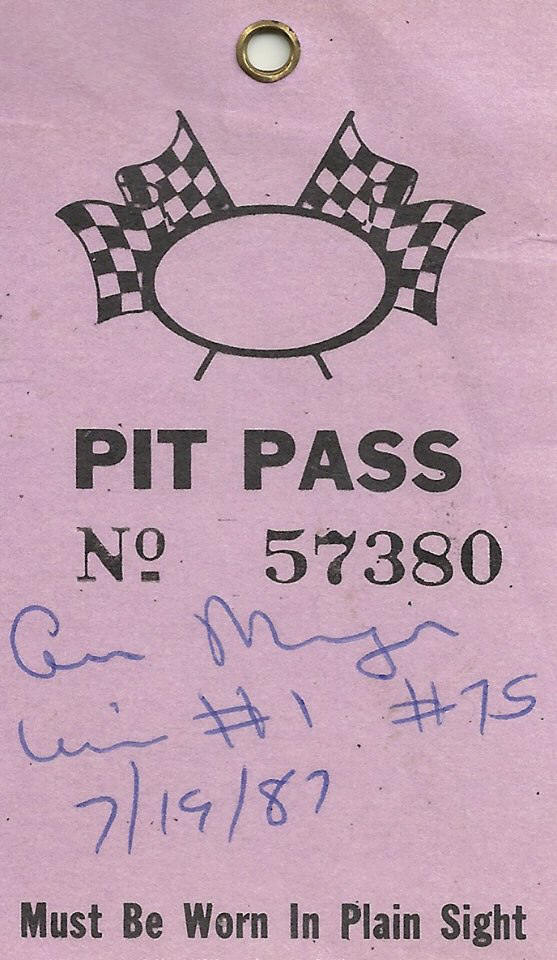 PIT PASS
Nº 57380
#1 #75
7/19/87
Must Be Worn In Plain Sight